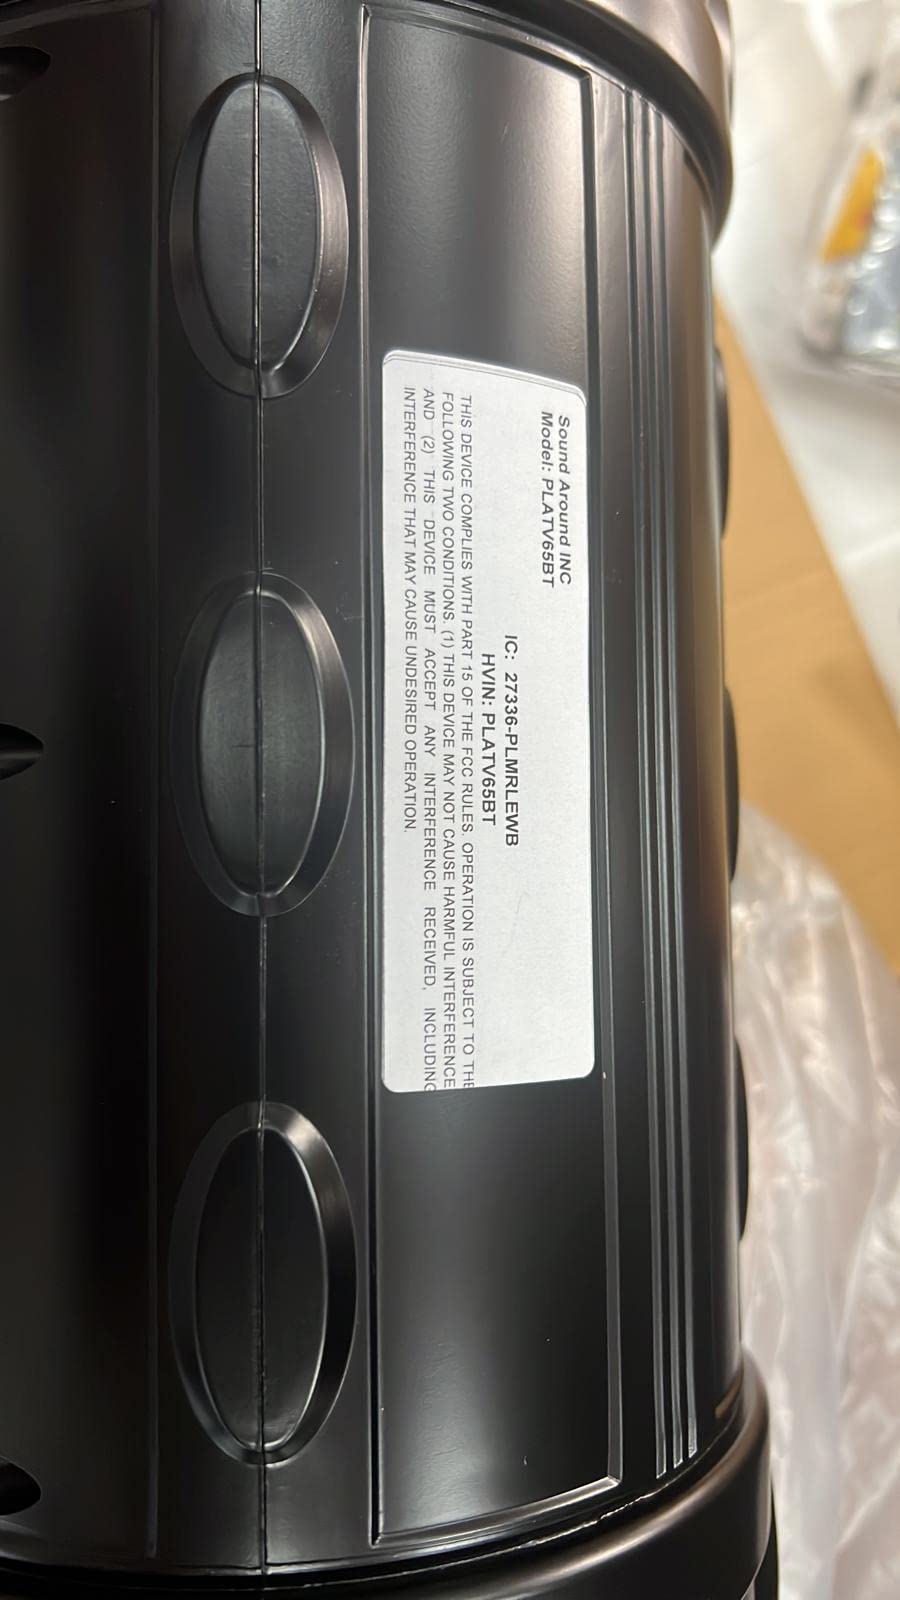 Sound Around INC
Model: PLATV65BT
IC: 27336-PLMRLEWB
HVIN: PLATV65BT
THIS DEVICE COMPLIES WITH PART 15 OF THE FCC RULES. OPERATION IS SUBJECT TO THE
FOLLOWING TWO CONDITIONS. (1) THIS DEVICE MAY NOT CAUSE HARMFUL INTERFERENCE
AND (2) THIS DEVICE MUST ACCEPT ANY INTERFERENCE RECEIVED, INCLUDING
INTERFERENCE THAT MAY CAUSE UNDESIRED OPERATION.